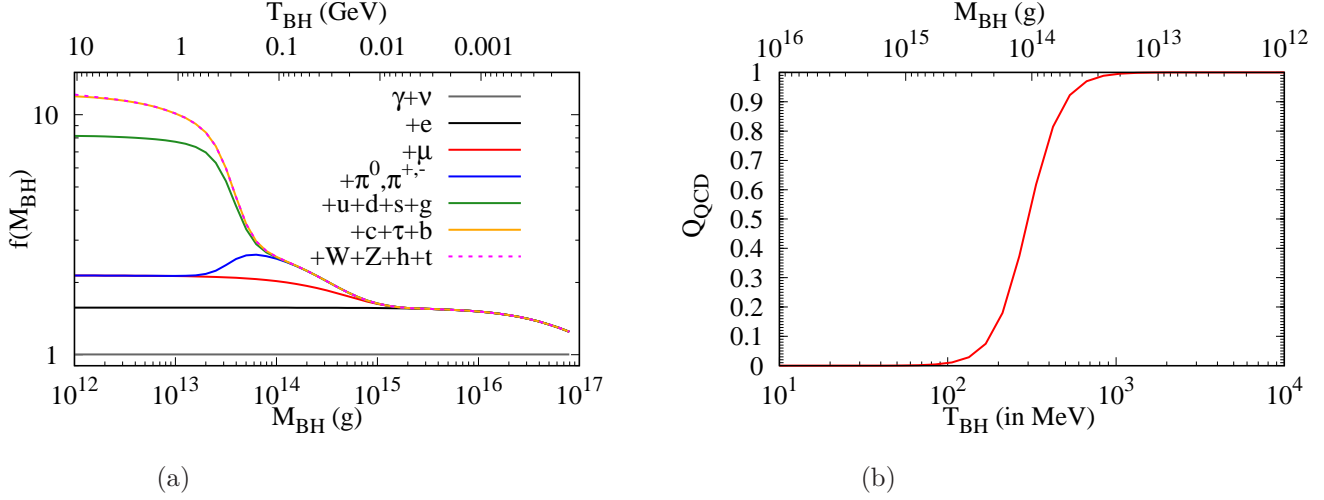 T_BH (GeV)
10 1 0.1 0.01 0.001
f(M_BH)
10
1
γ+ν
+e
+μ
+π^0,π^+,-
+u+d+s+g
+c+τ+b
+W+Z+h+t
10^12 10^13 10^14 10^15 10^16 10^17
M_BH (g)
(a)
M_BH (g)
10^16 10^15 10^14 10^13 10^12
Q_QCD
1
0.9
0.8
0.7
0.6
0.5
0.4
0.3
0.2
0.1
0
10^1 10^2 10^3 10^4
T_BH (in MeV)
(b)